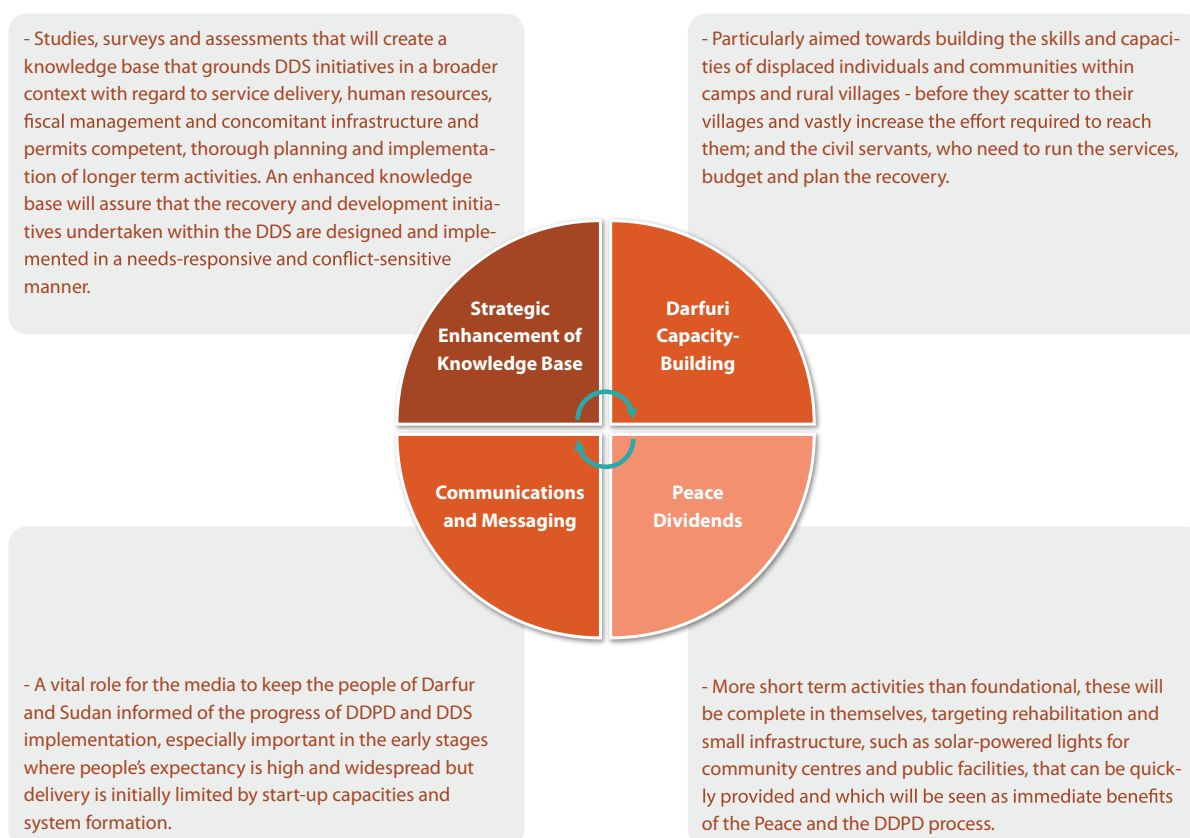 - Studies, surveys and assessments that will create a
knowledge base that grounds DDS initiatives in a broader
context with regard to service delivery, human resources,
fiscal management and concomitant infrastructure and
permits competent, thorough planning and implementa-
tion of longer term activities. An enhanced knowledge
base will assure that the recovery and development initia-
tives undertaken within the DDS are designed and imple-
mented in a needs-responsive and conflict-sensitive
manner.
- Particularly aimed towards building the skills and capaci-
ties of displaced individuals and communities within
camps and rural villages - before they scatter to their
villages and vastly increase the effort required to reach
them; and the civil servants, who need to run the services,
budget and plan the recovery.
Strategic
Enhancement of
Knowledge Base
Darfuri
Capacity-
Building
Communications
and Messaging
Peace
Dividends
- A vital role for the media to keep the people of Darfur
and Sudan informed of the progress of DDPD and DDS
implementation, especially important in the early stages
where people’s expectancy is high and widespread but
delivery is initially limited by start-up capacities and
system formation.
- More short term activities than foundational, these will
be complete in themselves, targeting rehabilitation and
small infrastructure, such as solar-powered lights for
community centres and public facilities, that can be quick-
ly provided and which will be seen as immediate benefits
of the Peace and the DDPD process.